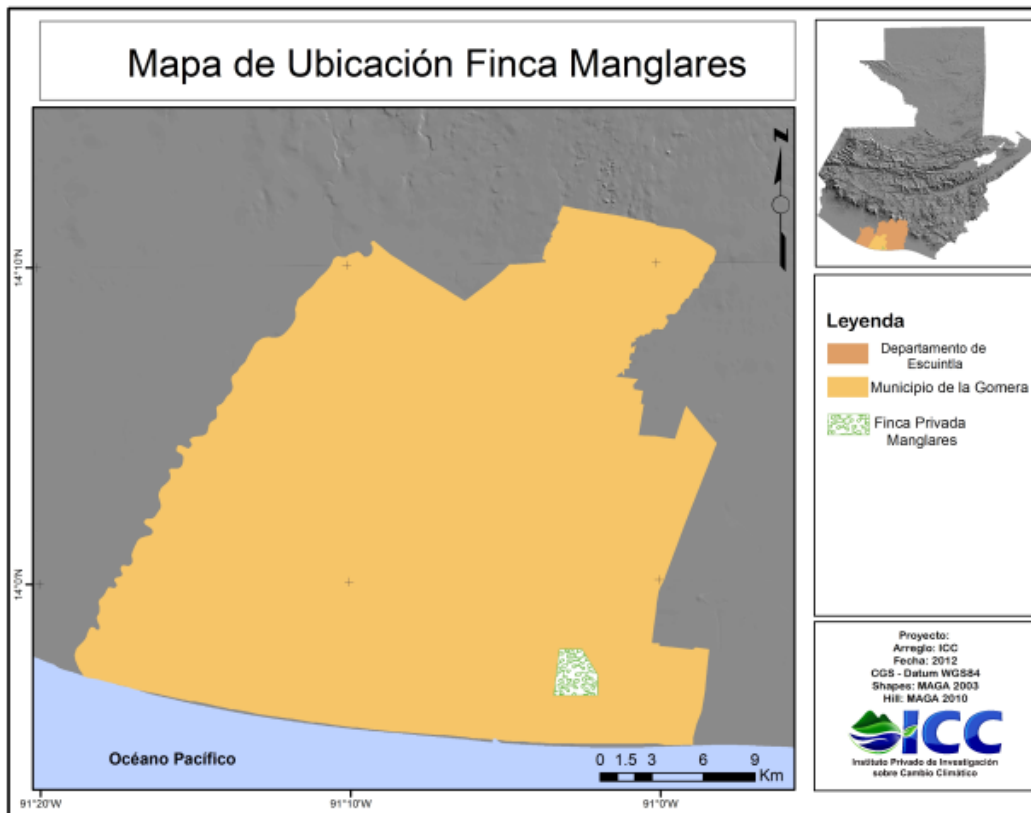 Mapa de Ubicación Finca Manglares
N
14°10'N
14°0'N
Océano Pacífico
0 1.5 3 6 9
Km
91°20'W 91°10'W 91°0'W
Leyenda
Departamento de
Escuintla
Municipio de la Gomera
Finca Privada
Manglares
Proyecto:
Arreglo: ICC
Fecha: 2012
CGS - Datum WGS84
Shapes: MAGA 2003
Hill: MAGA 2010
ICC
Instituto Privado de Investigación
sobre Cambio Climático